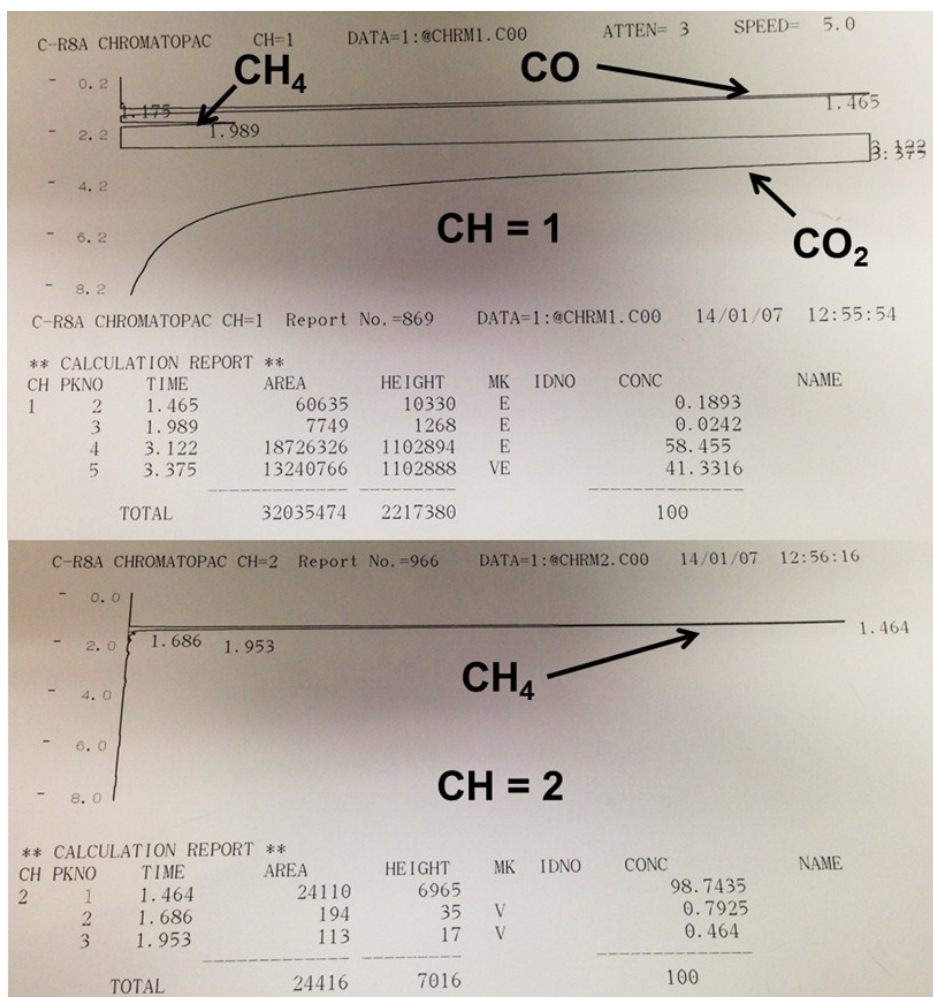 C-R8A CHROMATOPAC CH=1 DATA=1:@CHRM1.C00 ATTEN= 3 SPEED= 5.0
CH₄ CO
- 0.2
1.175 1.465
1.989
- 2.2
3.122
3.375
- 4.2
- 6.2
CH = 1 CO₂
- 8.2
C-R8A CHROMATOPAC CH=1 Report No.=869 DATA=1:@CHRM1.C00 14/01/07 12:55:54
** CALCULATION REPORT **
CH PKNO TIME AREA HEIGHT MK IDNO CONC NAME
1 2 1.465 60635 10330 E 0.1893
3 1.989 7749 1268 E 0.0242
4 3.122 18726326 1102894 E 58.455
5 3.375 13240766 1102888 VE 41.3316
TOTAL 32035474 2217380 100
C-R8A CHROMATOPAC CH=2 Report No.=966 DATA=1:@CHRM2.C00 14/01/07 12:56:16
- 0.0
1.464
- 2.0 1.686 1.953
CH₄
- 4.0
- 6.0
CH = 2
- 8.0
** CALCULATION REPORT **
CH PKNO TIME AREA HEIGHT MK IDNO CONC NAME
2 1 1.464 24110 6965 98.7435
2 1.686 194 35 V 0.7925
3 1.953 113 17 V 0.464
TOTAL 24416 7016 100